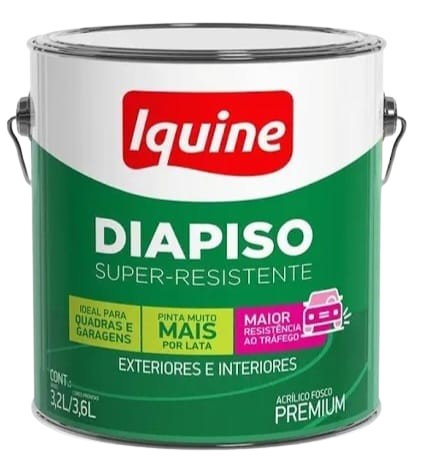 Iquine
DIAPISO
SUPER-RESISTENTE
IDEAL PARA
QUADRAS E
GARAGENS
PINTA MUITO
MAIS
POR LATA
MAIOR
RESISTÊNCIA
AO TRÁFEGO
EXTERIORES E INTERIORES
CONT.
3,2L/3,6L
ACRÍLICO FOSCO
PREMIUM